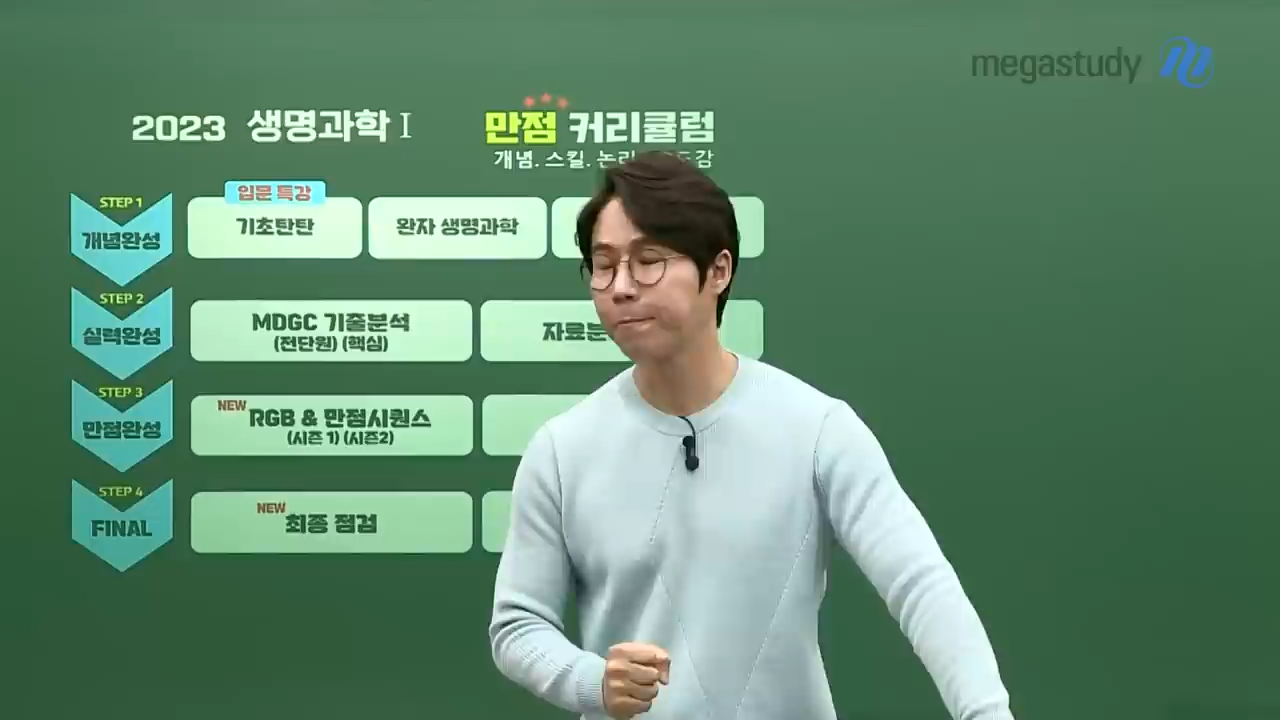 megastudy
2023 생명과학 I
만점 커리큘럼
개념. 스킬. 논리
STEP 1
개념완성
입문 특강
기초탄탄
완자 생명과학
STEP 2
실력완성
MDGC 기출분석
(전단원) (핵심)
자료분
STEP 3
만점완성
NEW RGB & 만점시퀀스
(시즌 1) (시즌2)
STEP 4
FINAL
NEW 최종 점검